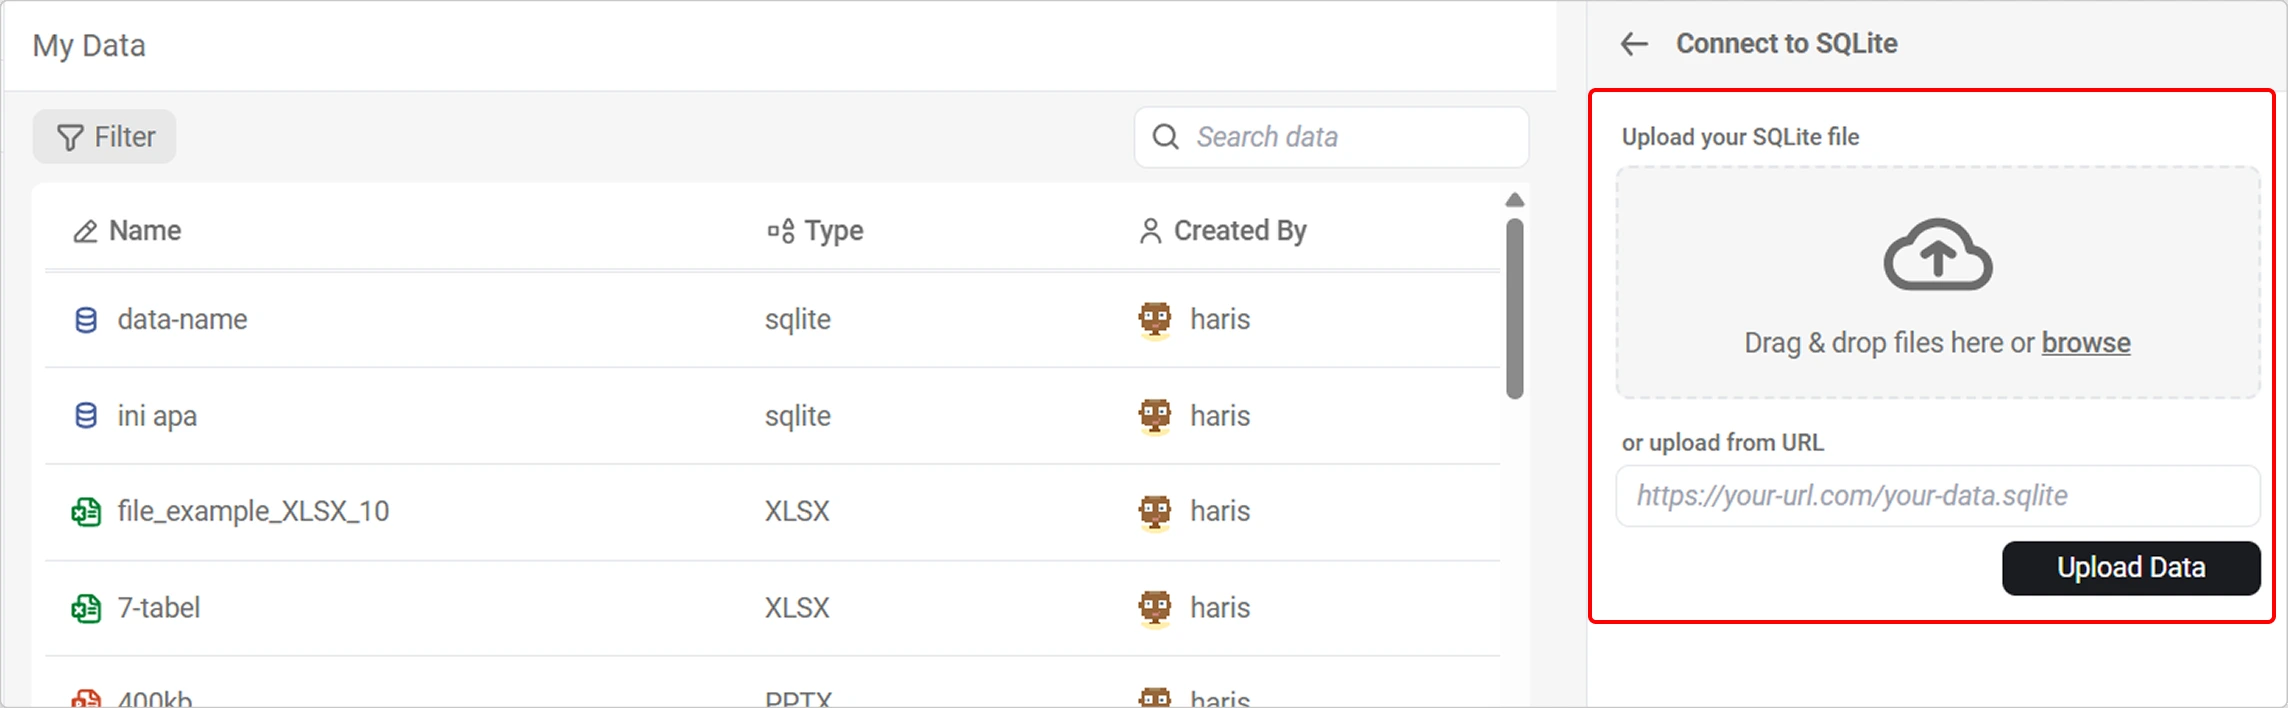 My Data
Filter
Search data
Name Type Created By
data-name sqlite haris
ini apa sqlite haris
file_example_XLSX_10 XLSX haris
7-tabel XLSX haris
400kb PPTX haris
Connect to SQLite
Upload your SQLite file
Drag & drop files here or browse
or upload from URL
https://your-url.com/your-data.sqlite
Upload Data